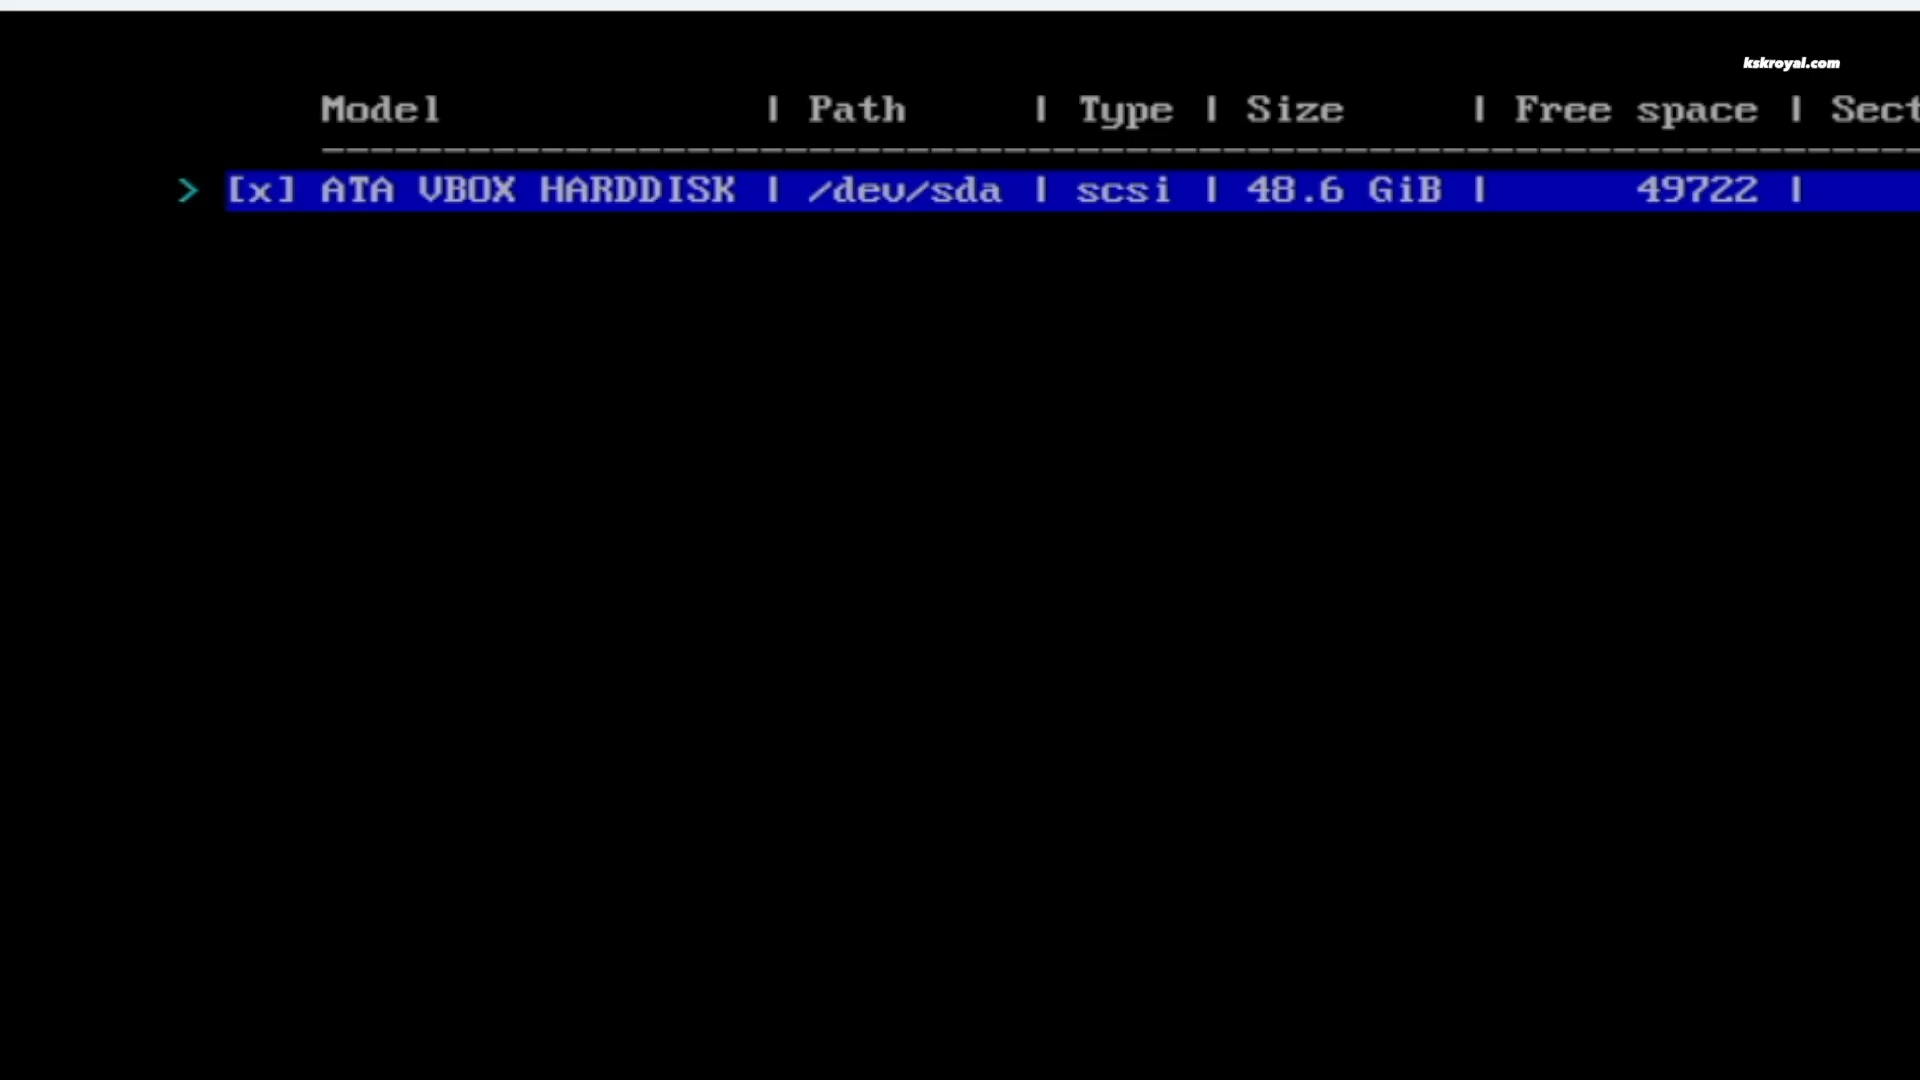 kskroyal.com
Model | Path | Type | Size | Free space | Sect
> [x] ATA VBOX HARDDISK | /dev/sda | scsi | 48.6 GiB | 49722 |